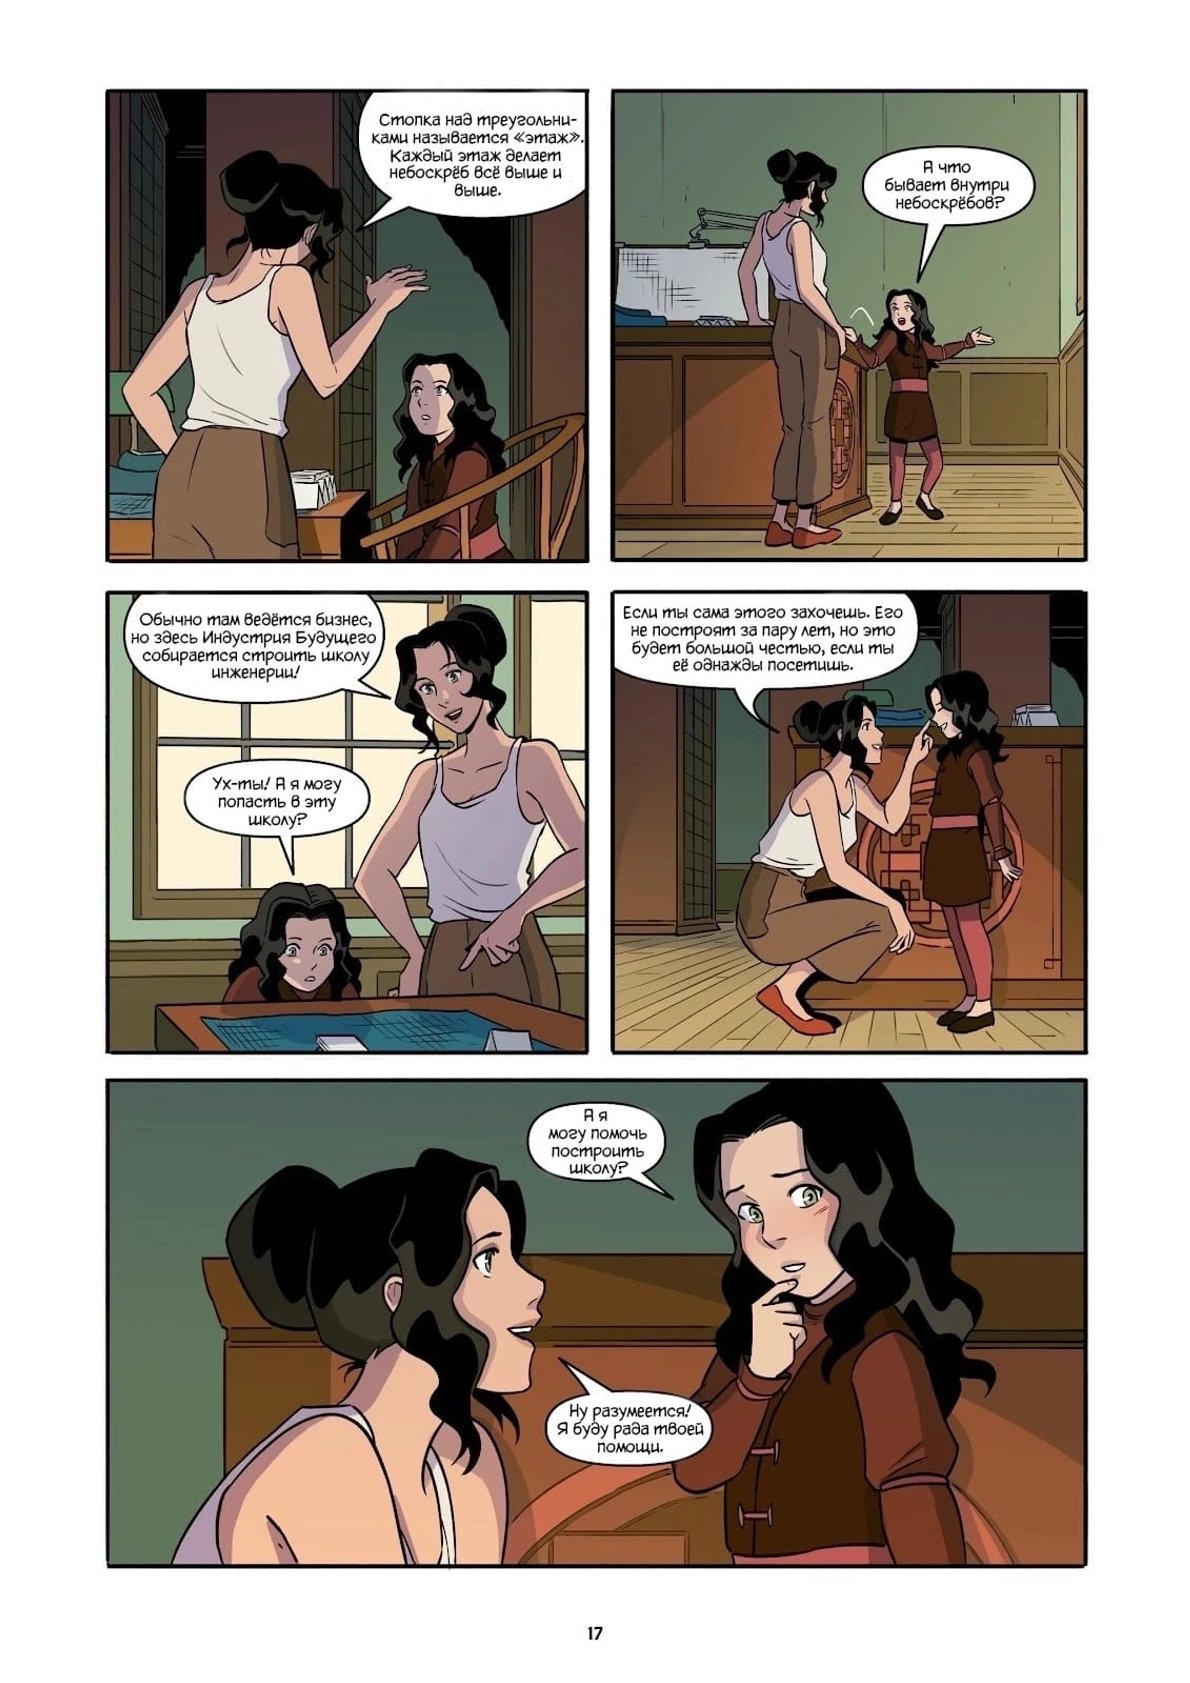 Стопка над треугольни-
ками называется «этаж».
Каждый этаж делает
небоскрёб всё выше и
выше.
А что
бывает внутри
небоскрёбов?
Обычно там ведётся бизнес,
но здесь Индустрия Будущего
собирается строить школу
инженерии!
Ух-ты! А я могу
попасть в эту
школу?
Если ты сама этого захочешь. Его
не построят за пару лет, но это
будет большой честью, если ты
её однажды посетишь.
А я
могу помочь
построить
школу?
Ну разумеется!
Я буду рада твоей
помощи.
17